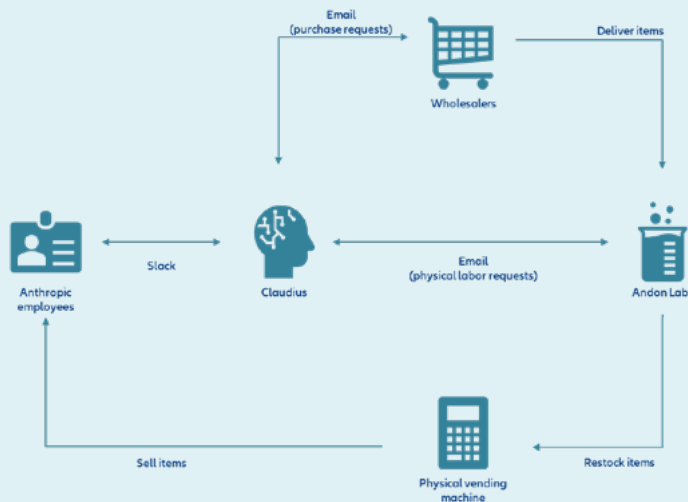 Email
(purchase requests)
Deliver items
Wholesalers
Slack
Email
(physical labor requests)
Anthropic
employees
Claudius
Andon Lab
Sell items
Restock items
Physical vending
machine